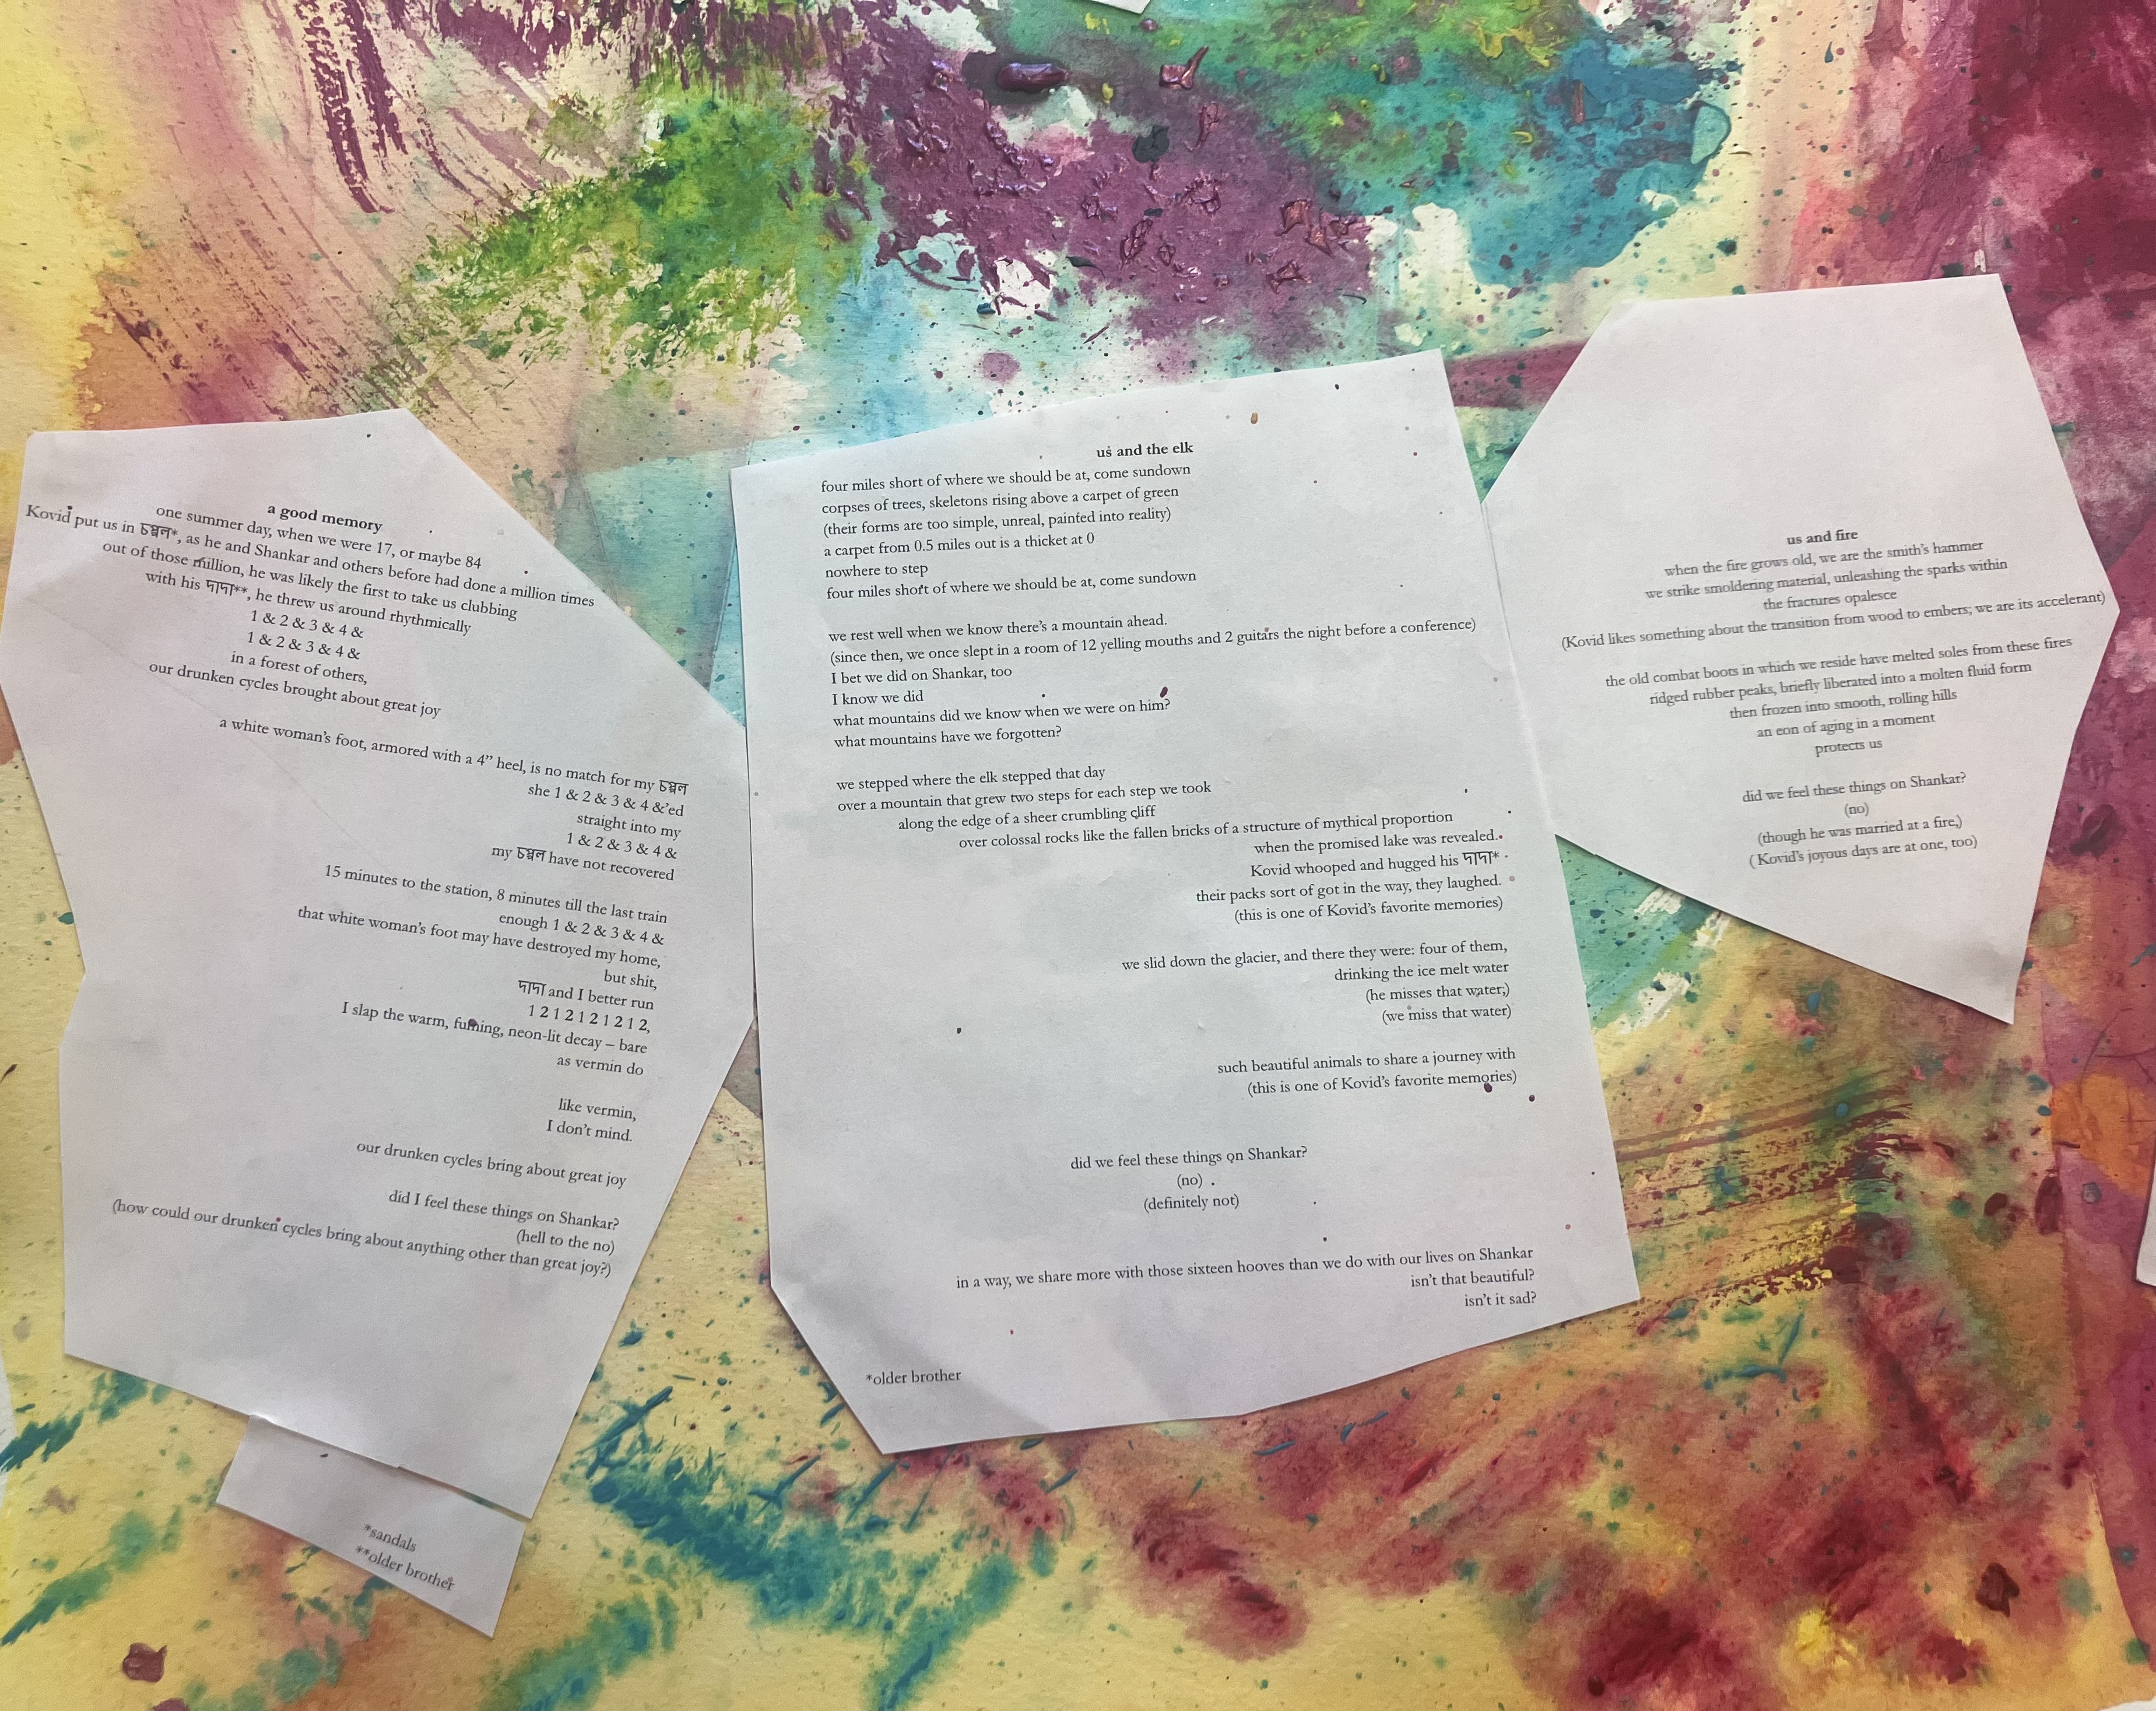 a good memory
one summer day, when we were 17, or maybe 84
Kovid put us in চপ্পল*, as he and Shankar and others before had done a million times
out of those million, he was likely the first to take us clubbing
with his দাদা**, he threw us around rhythmically
1 & 2 & 3 & 4 &
1 & 2 & 3 & 4 &
in a forest of others,
our drunken cycles brought about great joy
a white woman's foot, armored with a 4” heel, is no match for my চপ্পল
she 1 & 2 & 3 & 4 &'ed
straight into my
1 & 2 & 3 & 4 &
my চপ্পল have not recovered
15 minutes to the station, 8 minutes till the last train
enough 1 & 2 & 3 & 4 &
that white woman's foot may have destroyed my home,
but shit,
দাদা and I better run
1 2 1 2 1 2 1 2 1 2,
I slap the warm, fuming, neon-lit decay – bare
as vermin do
like vermin,
I don't mind.
our drunken cycles bring about great joy
did I feel these things on Shankar?
(hell to the no)
(how could our drunken cycles bring about anything other than great joy?)
*sandals
**older brother
us and the elk
four miles short of where we should be at, come sundown
corpses of trees, skeletons rising above a carpet of green
(their forms are too simple, unreal, painted into reality)
a carpet from 0.5 miles out is a thicket at 0
nowhere to step
four miles short of where we should be at, come sundown
we rest well when we know there's a mountain ahead.
(since then, we once slept in a room of 12 yelling mouths and 2 guitars the night before a conference)
I bet we did on Shankar, too
I know we did
what mountains did we know when we were on him?
what mountains have we forgotten?
we stepped where the elk stepped that day
over a mountain that grew two steps for each step we took
along the edge of a sheer crumbling cliff
over colossal rocks like the fallen bricks of a structure of mythical proportion
when the promised lake was revealed.
Kovid whooped and hugged his দাদা*
their packs sort of got in the way, they laughed.
(this is one of Kovid's favorite memories)
we slid down the glacier, and there they were: four of them,
drinking the ice melt water
(he misses that water;)
(we miss that water)
such beautiful animals to share a journey with
(this is one of Kovid's favorite memories)
did we feel these things on Shankar?
(no)
(definitely not)
in a way, we share more with those sixteen hooves than we do with our lives on Shankar
isn't that beautiful?
isn't it sad?
*older brother
us and fire
when the fire grows old, we are the smith's hammer
we strike smoldering material, unleashing the sparks within
the fractures opalesce
(Kovid likes something about the transition from wood to embers; we are its accelerant)
the old combat boots in which we reside have melted soles from these fires
ridged rubber peaks, briefly liberated into a molten fluid form
then frozen into smooth, rolling hills
an eon of aging in a moment
protects us
did we feel these things on Shankar?
(no)
(though he was married at a fire,)
( Kovid's joyous days are at one, too)